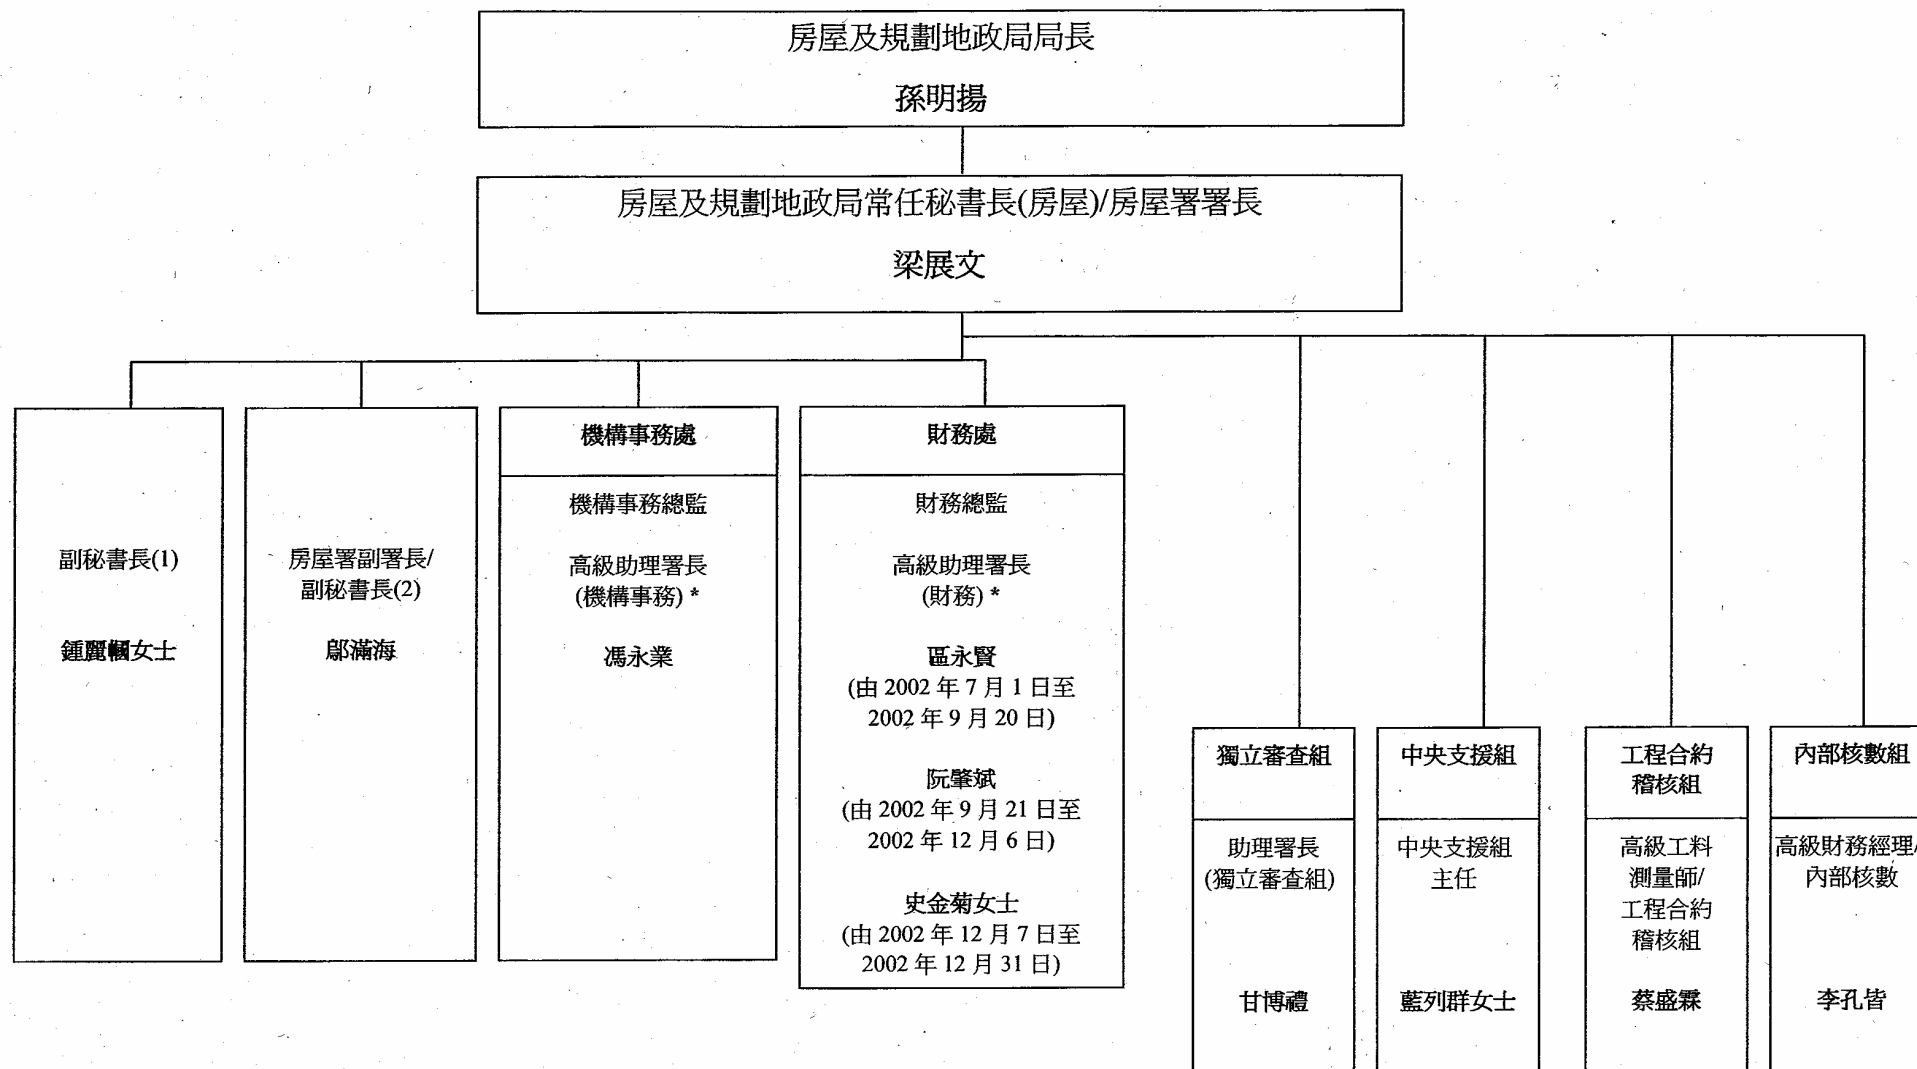 房屋及規劃地政局局長
孫明揚
房屋及規劃地政局常任秘書長(房屋)/房屋署署長
梁展文
副秘書長(1)
鍾麗幗女士
房屋署副署長/
副秘書長(2)
鄔滿海
機構事務處
機構事務總監
高級助理署長
(機構事務) *
馮永業
財務處
財務總監
高級助理署長
(財務) *
區永賢
(由 2002 年 7 月 1 日至
2002 年 9 月 20 日)
阮肇斌
(由 2002 年 9 月 21 日至
2002 年 12 月 6 日)
史金菊女士
(由 2002 年 12 月 7 日至
2002 年 12 月 31 日)
獨立審查組
助理署長
(獨立審查組)
甘博禮
中央支援組
中央支援組
主任
藍列群女士
工程合約
稽核組
高級工料
測量師/
工程合約
稽核組
蔡盛霖
內部核數組
高級財務經理/
內部核數
李孔皆